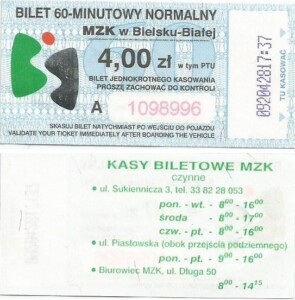 BILET 60-MINUTOWY NORMALNY
MZK w Bielsku-Białej
4,00 zł w tym PTU
BILET JEDNOKROTNEGO KASOWANIA
PROSZĘ ZACHOWAĆ DO KONTROLI
A 1098996
SKASUJ BILET NATYCHMIAST PO WEJŚCIU DO POJAZDU
VALIDATE YOUR TICKET IMMEDIATELY AFTER BOARDING THE VEHICLE
092042817:37
TU KASOWAĆ
KASY BILETOWE MZK
czynne
• ul. Sukiennicza 3, tel. 33 82 28 053
pon. - wt. - 8⁰⁰ - 16⁰⁰
środa - 8⁰⁰ - 17⁰⁰
czw. - pt. - 8⁰⁰ - 16⁰⁰
• ul. Piastowska (obok przejścia podziemnego)
pon. - pt. - 9⁰⁰ - 16⁰⁰
• Biurowiec MZK, ul. Długa 50
8⁰⁰ - 14¹⁵